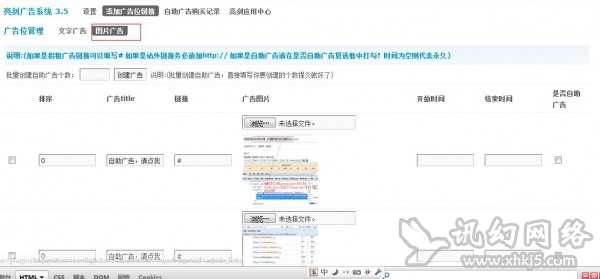 亮剑广告系统 3.5 设置 添加广告位链接 自助广告购买记录 亮剑应用中心
广告位管理 文字广告 图片广告
说明:(如果是招租广告链接可以填写# 如果是站外链接务必请加http:// 如果是自助广告请在是否自助广告复选框中打勾! 时间为空则代表永久)
批量创建自助广告个数: 创建广告 说明:(批量创建自助广告,直接填写你要创建的个数提交就好了)
排序 广告title 链接 广告图片 开始时间 结束时间 是否自助广告
浏览… 未选择文件。
0 自助广告,请点我 #
浏览… 未选择文件。
0 自助广告,请点我 #
讯幻网络
www.xhkj5.com
中
HTML CSS 脚本 DOM 网络 Cookies